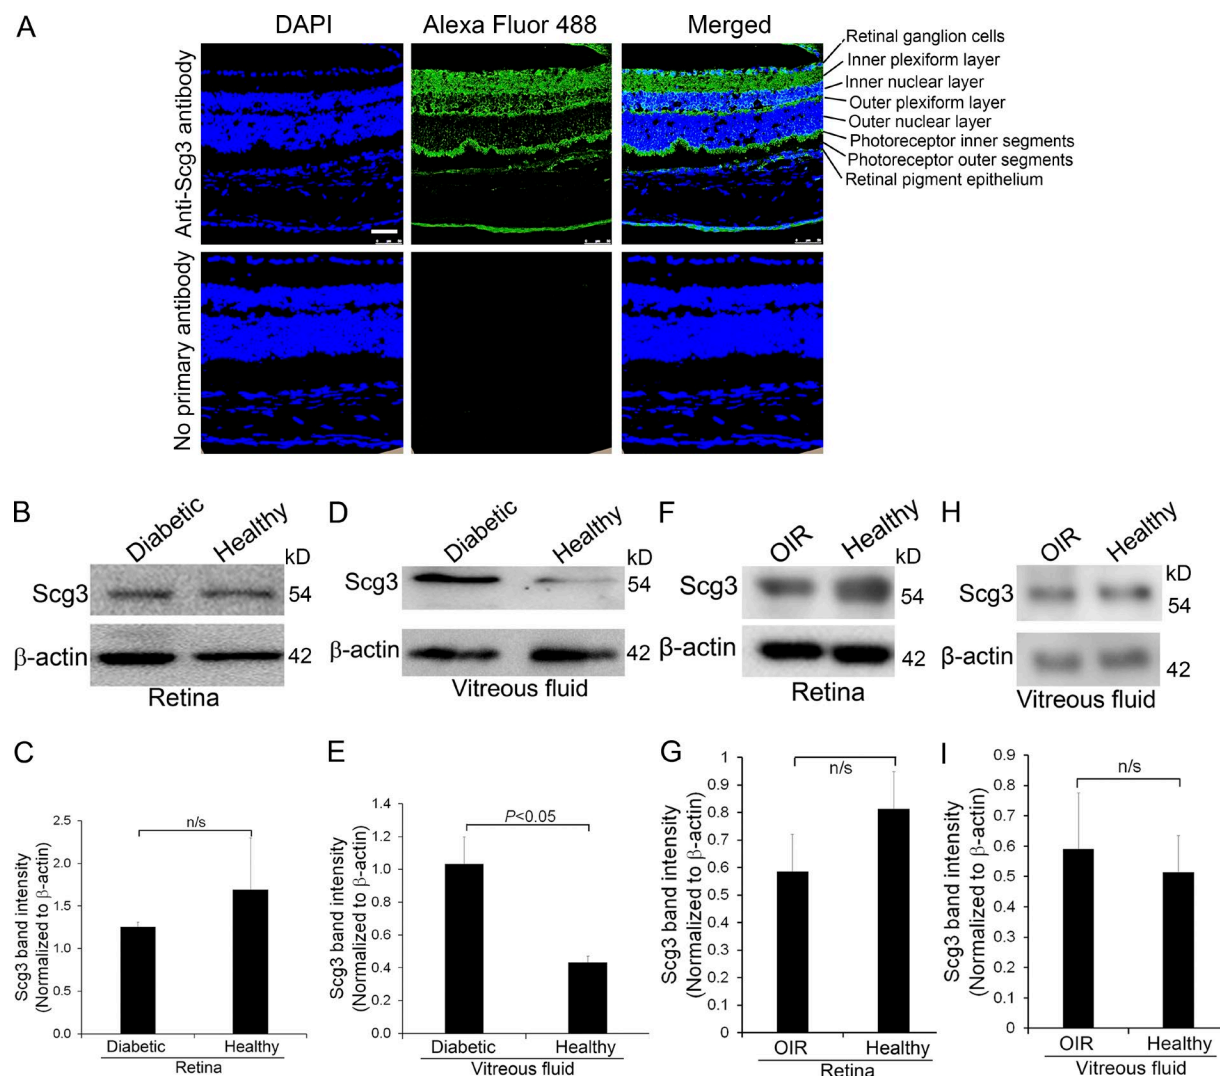 A
DAPI
Alexa Fluor 488
Merged
Anti-Scg3 antibody
Retinal ganglion cells
Inner plexiform layer
Inner nuclear layer
Outer plexiform layer
Outer nuclear layer
Photoreceptor inner segments
Photoreceptor outer segments
Retinal pigment epithelium
No primary antibody
B
Diabetic
Healthy
kD
Scg3
54
β-actin
42
Retina
D
Diabetic
Healthy
kD
Scg3
54
β-actin
42
Vitreous fluid
F
OIR
Healthy
kD
Scg3
54
β-actin
42
Retina
H
OIR
Healthy
kD
Scg3
54
β-actin
42
Vitreous fluid
C
Scg3 band intensity
(Normalized to β-actin)
2.5
2.0
1.5
1.0
0.5
0.0
n/s
Diabetic
Healthy
Retina
E
Scg3 band intensity
(Normalized to β-actin)
1.4
1.2
1.0
0.8
0.6
0.4
0.2
0.0
P<0.05
Diabetic
Healthy
Vitreous fluid
G
Scg3 band intensity
(Normalized to β-actin)
1
0.9
0.8
0.7
0.6
0.5
0.4
0.3
0.2
0.1
0
n/s
OIR
Healthy
Retina
I
Scg3 band intensity
(Normalized to β-actin)
0.9
0.8
0.7
0.6
0.5
0.4
0.3
0.2
0.1
0
n/s
OIR
Healthy
Vitreous fluid